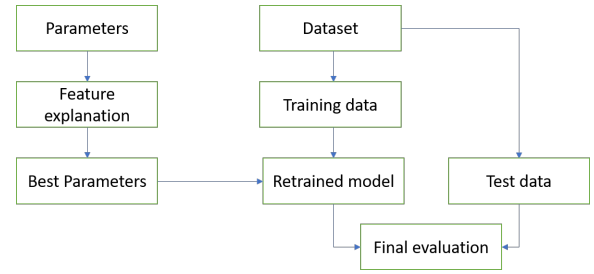 Parameters
Dataset
Feature
explanation
Training data
Best Parameters
Retrained model
Test data
Final evaluation